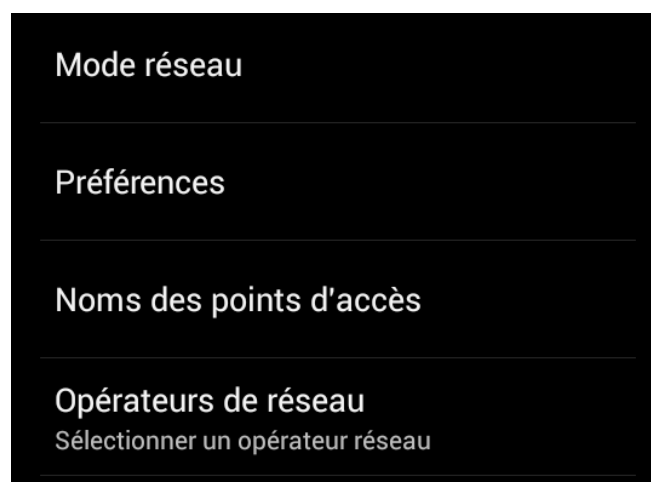 Mode réseau
Préférences
Noms des points d'accès
Opérateurs de réseau
Sélectionner un opérateur réseau